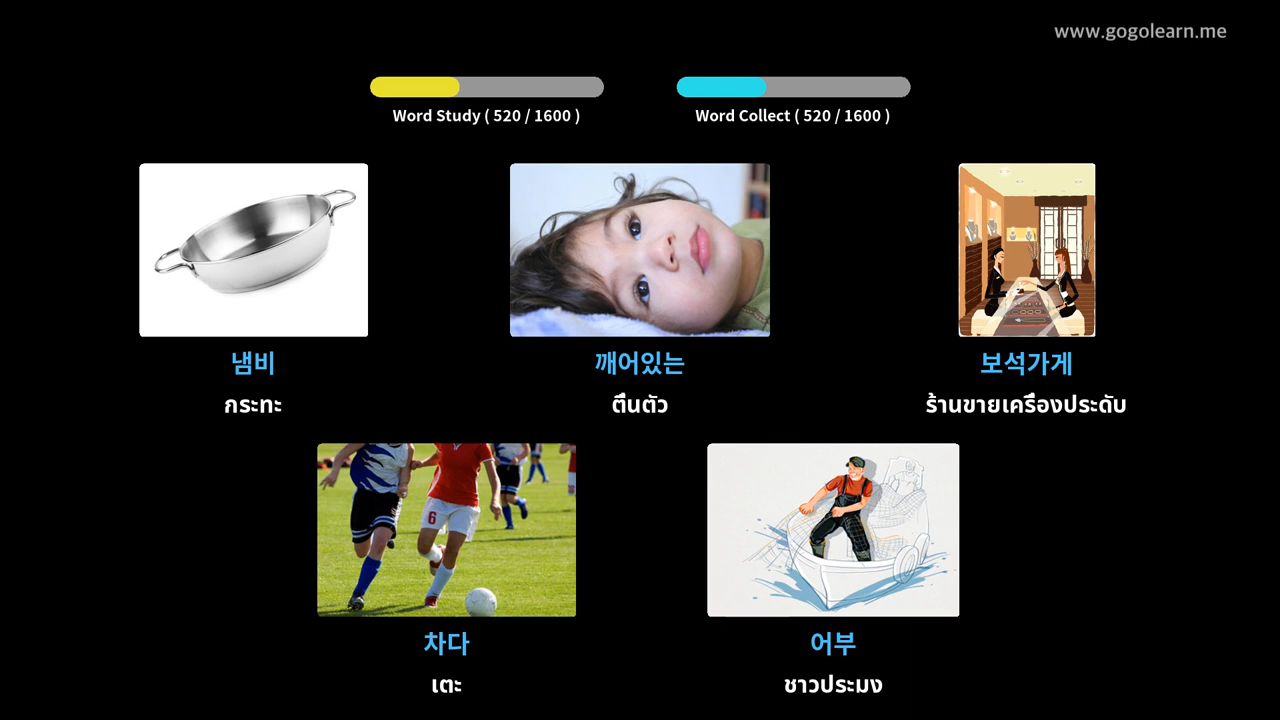 www.gogolearn.me
Word Study ( 520 / 1600 )
Word Collect ( 520 / 1600 )
냄비
กระทะ
깨어있는
ตื่นตัว
보석가게
ร้านขายเครื่องประดับ
6
차다
เตะ
어부
ชาวประมง